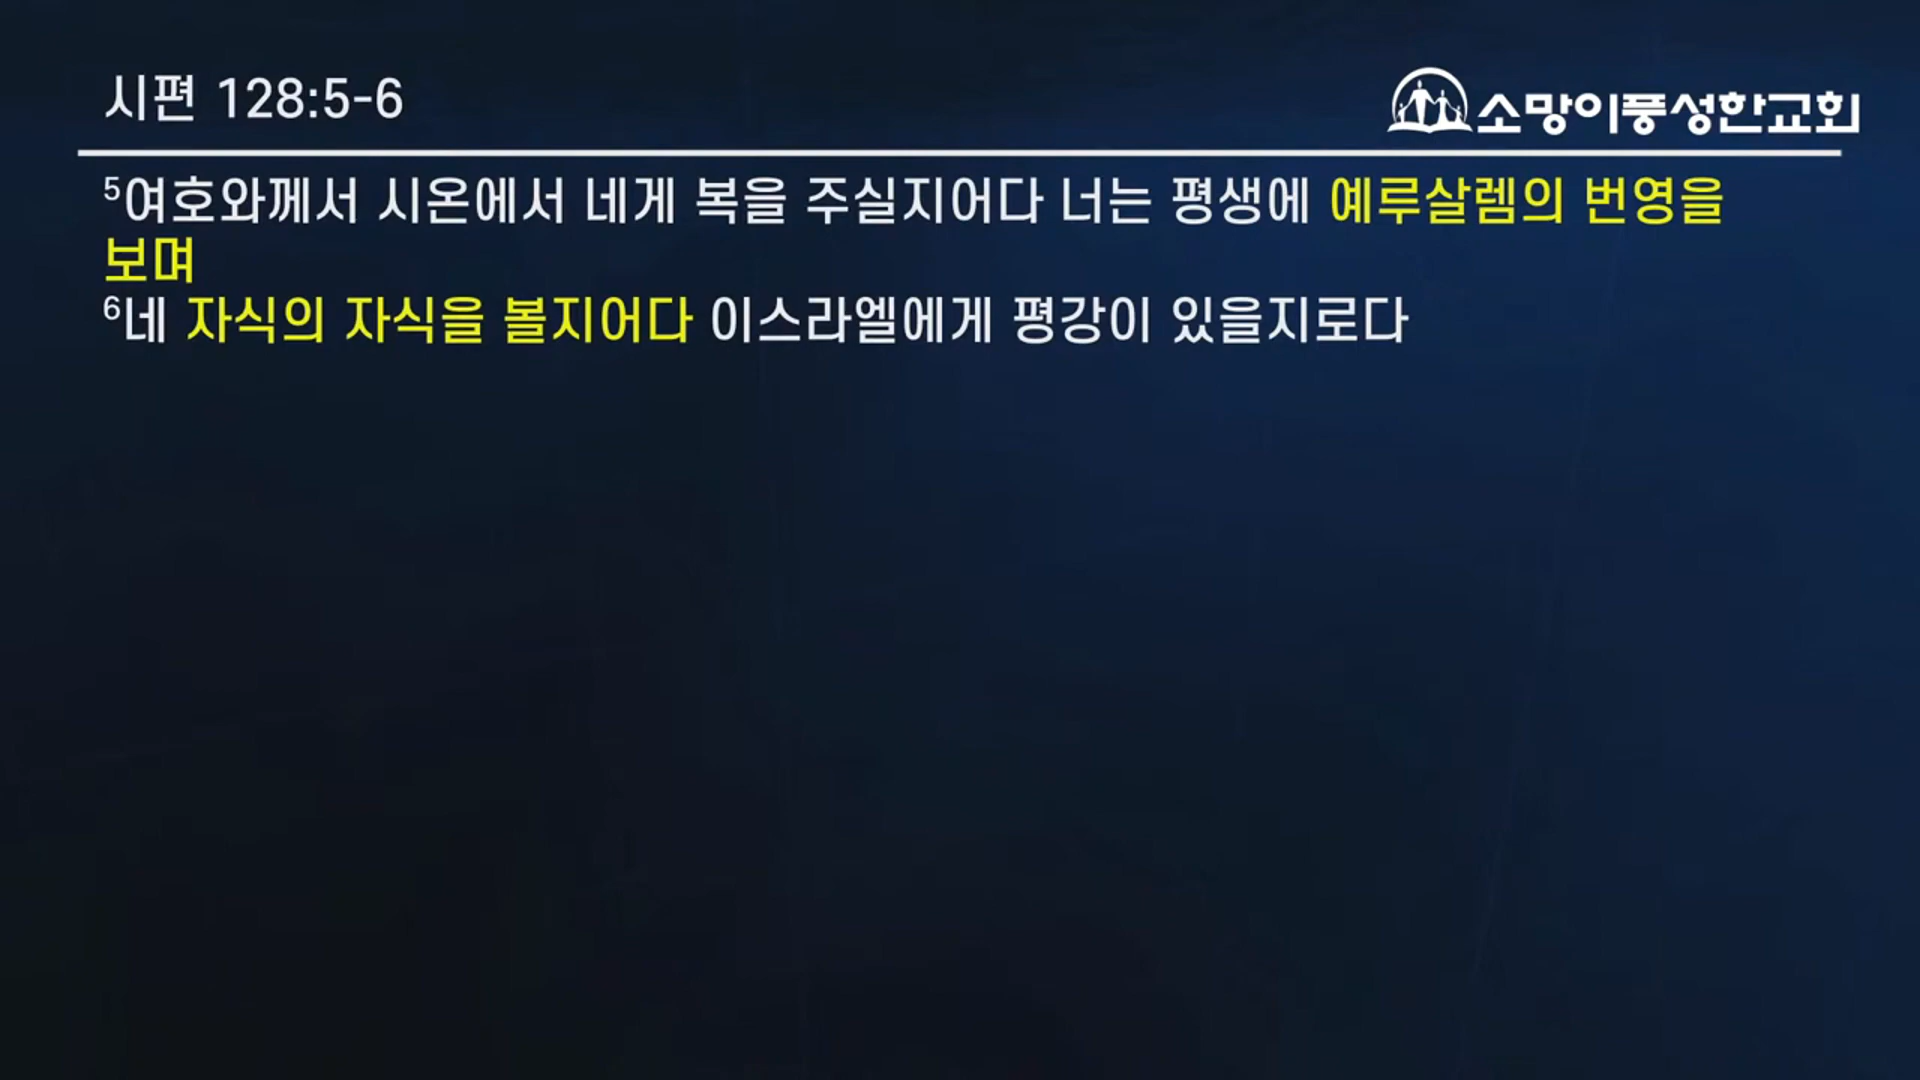 시편 128:5-6
소망이풍성한교회
⁵여호와께서 시온에서 네게 복을 주실지어다 너는 평생에 예루살렘의 번영을
보며
⁶네 자식의 자식을 볼지어다 이스라엘에게 평강이 있을지로다